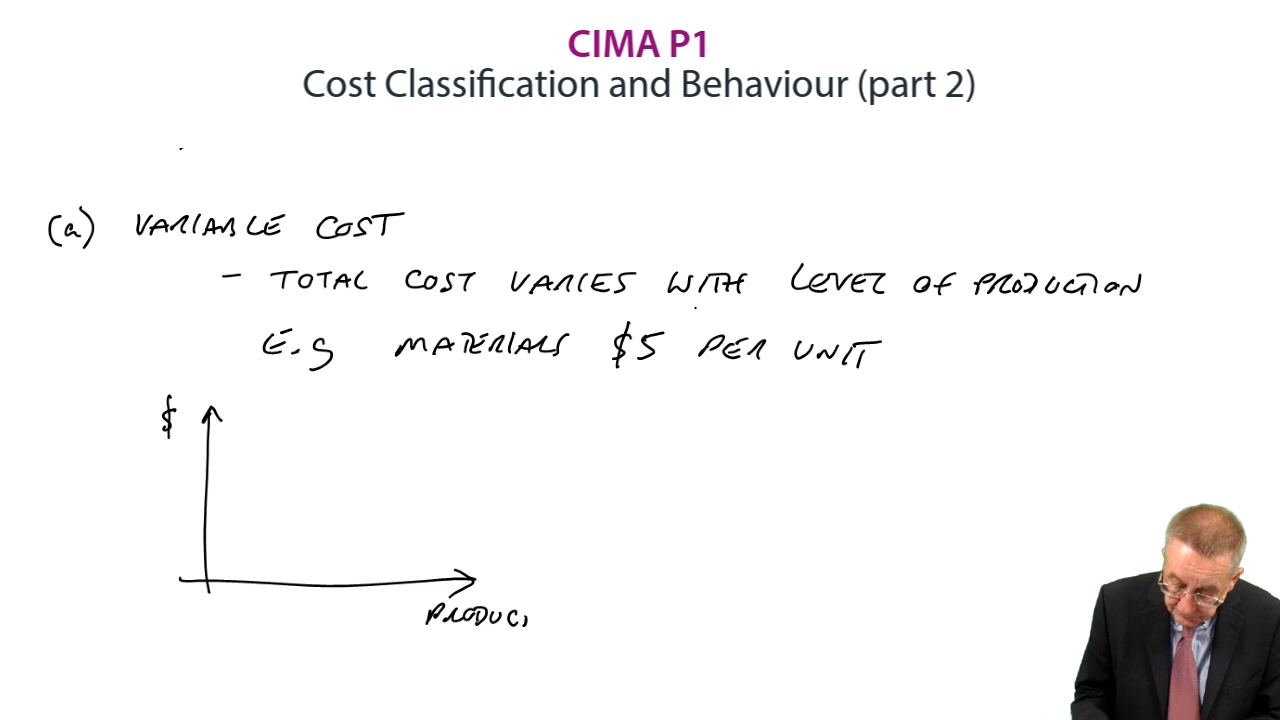 CIMA P1
Cost Classification and Behaviour (part 2)
(a) VARIABLE COST
- TOTAL COST VARIES WITH LEVEL OF PRODUCTION
E.g MATERIALS $5 PER UNIT
$
PRODUC